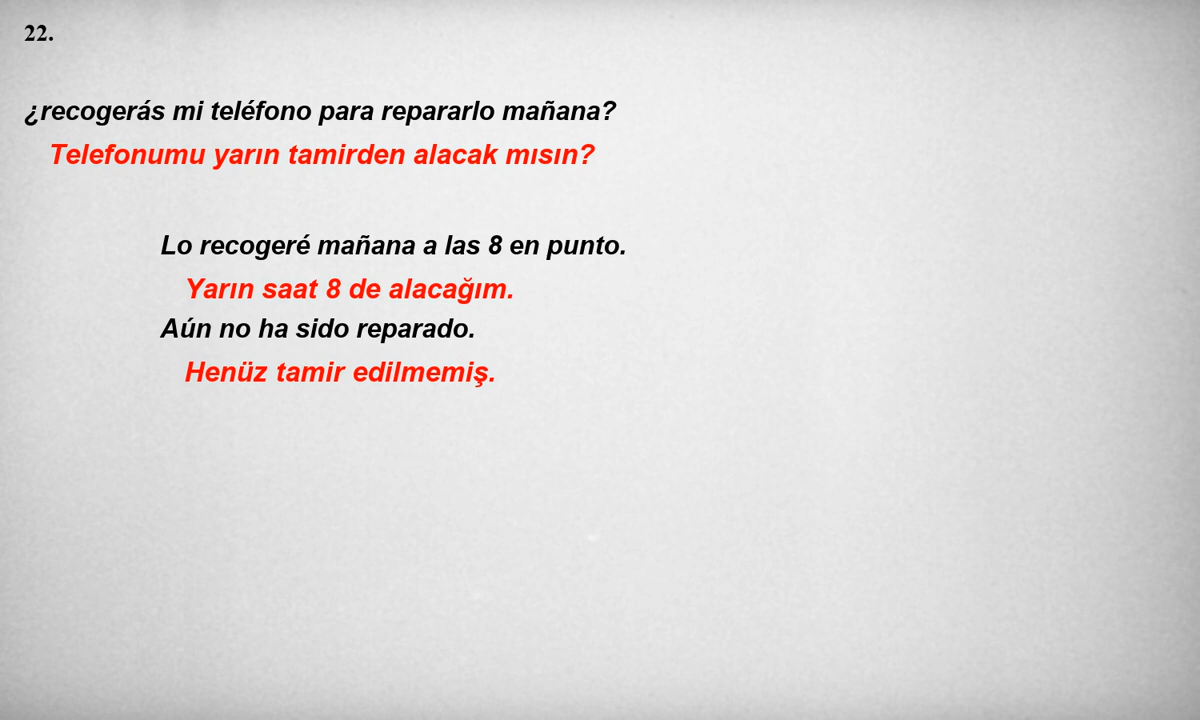 22.
¿recogerás mi teléfono para repararlo mañana?
Telefonumu yarın tamirden alacak mısın?
Lo recogeré mañana a las 8 en punto.
Yarın saat 8 de alacağım.
Aún no ha sido reparado.
Henüz tamir edilmemiş.